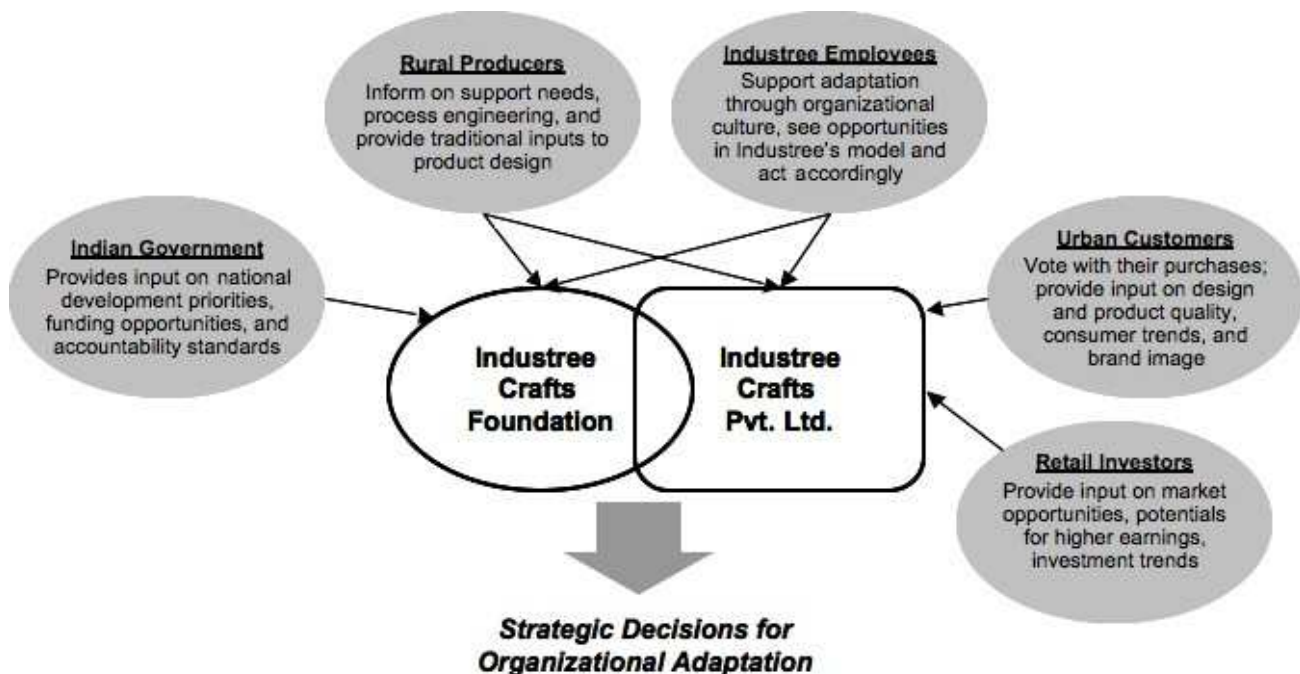 Rural Producers
Inform on support needs,
process engineering, and
provide traditional inputs to
product design
Industree Employees
Support adaptation
through organizational
culture, see opportunities
in Industree's model and
act accordingly
Indian Government
Provides input on national
development priorities,
funding opportunities, and
accountability standards
Urban Customers
Vote with their purchases;
provide input on design
and product quality,
consumer trends, and
brand image
Industree
Crafts
Foundation
Industree
Crafts
Pvt. Ltd.
Retail Investors
Provide input on market
opportunities, potentials
for higher earnings,
investment trends
Strategic Decisions for
Organizational Adaptation